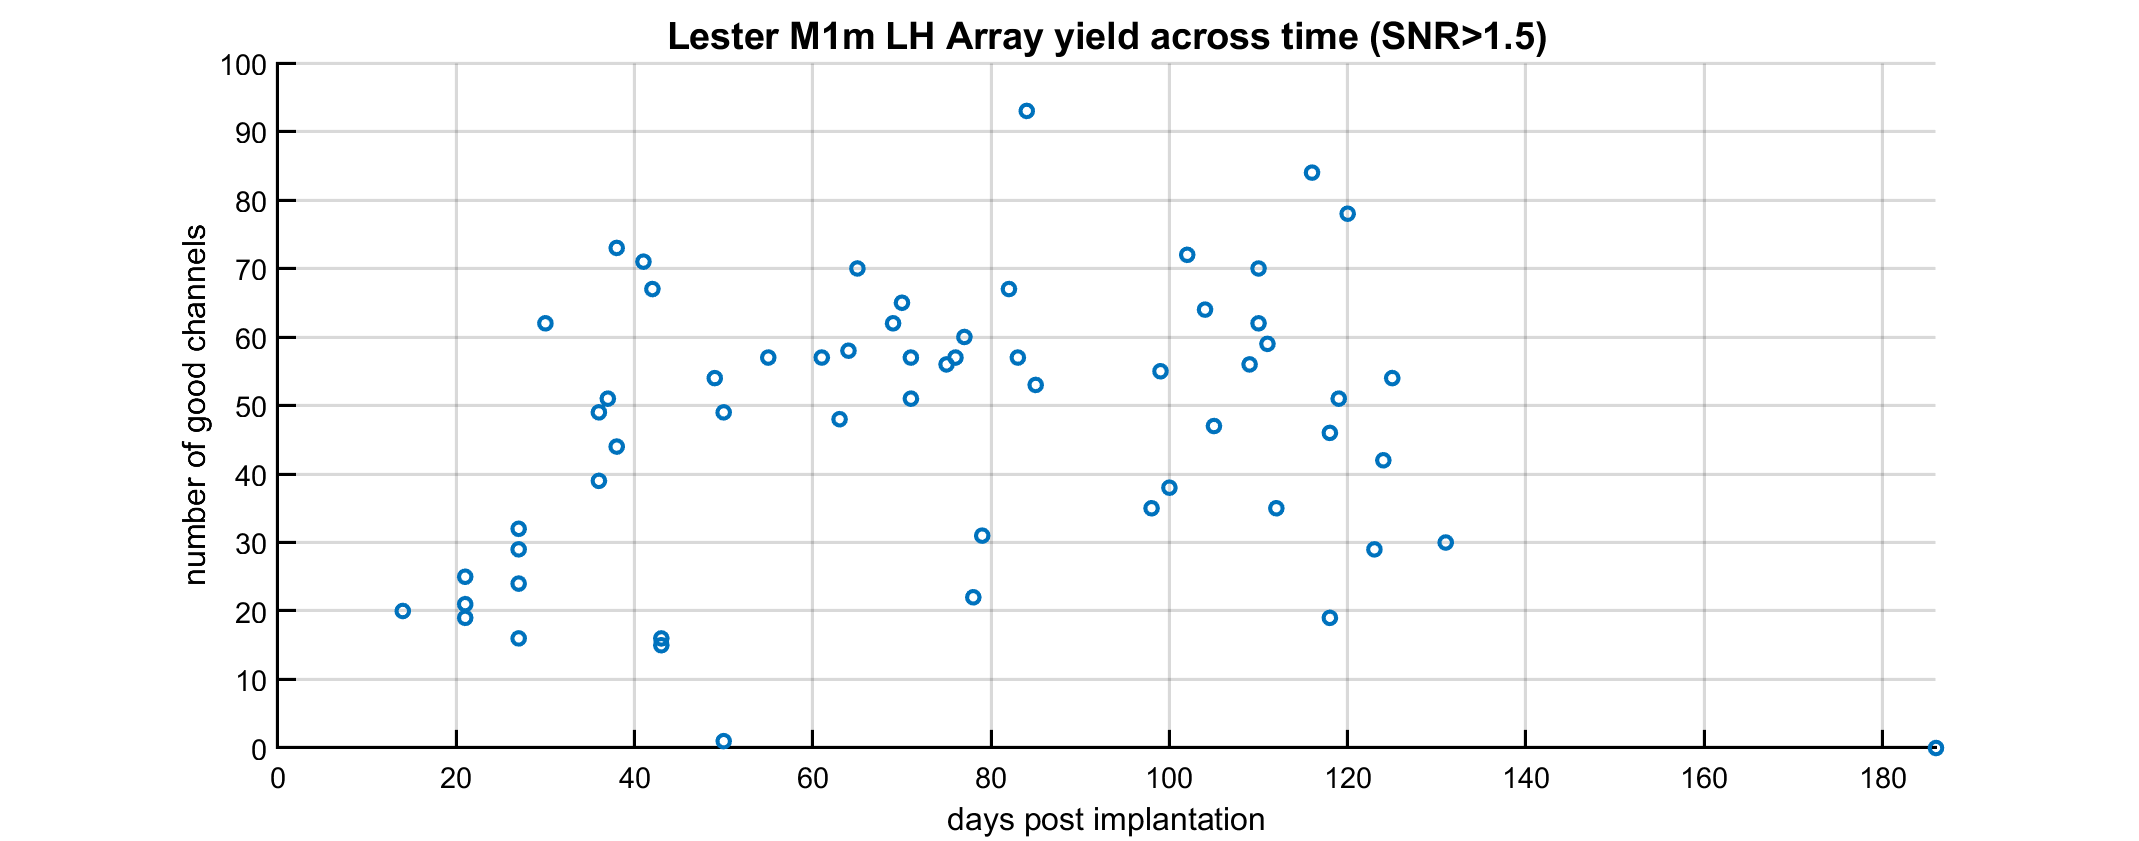 Lester M1m LH Array yield across time (SNR>1.5)
100
90
80
70
60
50
40
30
20
10
0
number of good channels
0 20 40 60 80 100 120 140 160 180
days post implantation